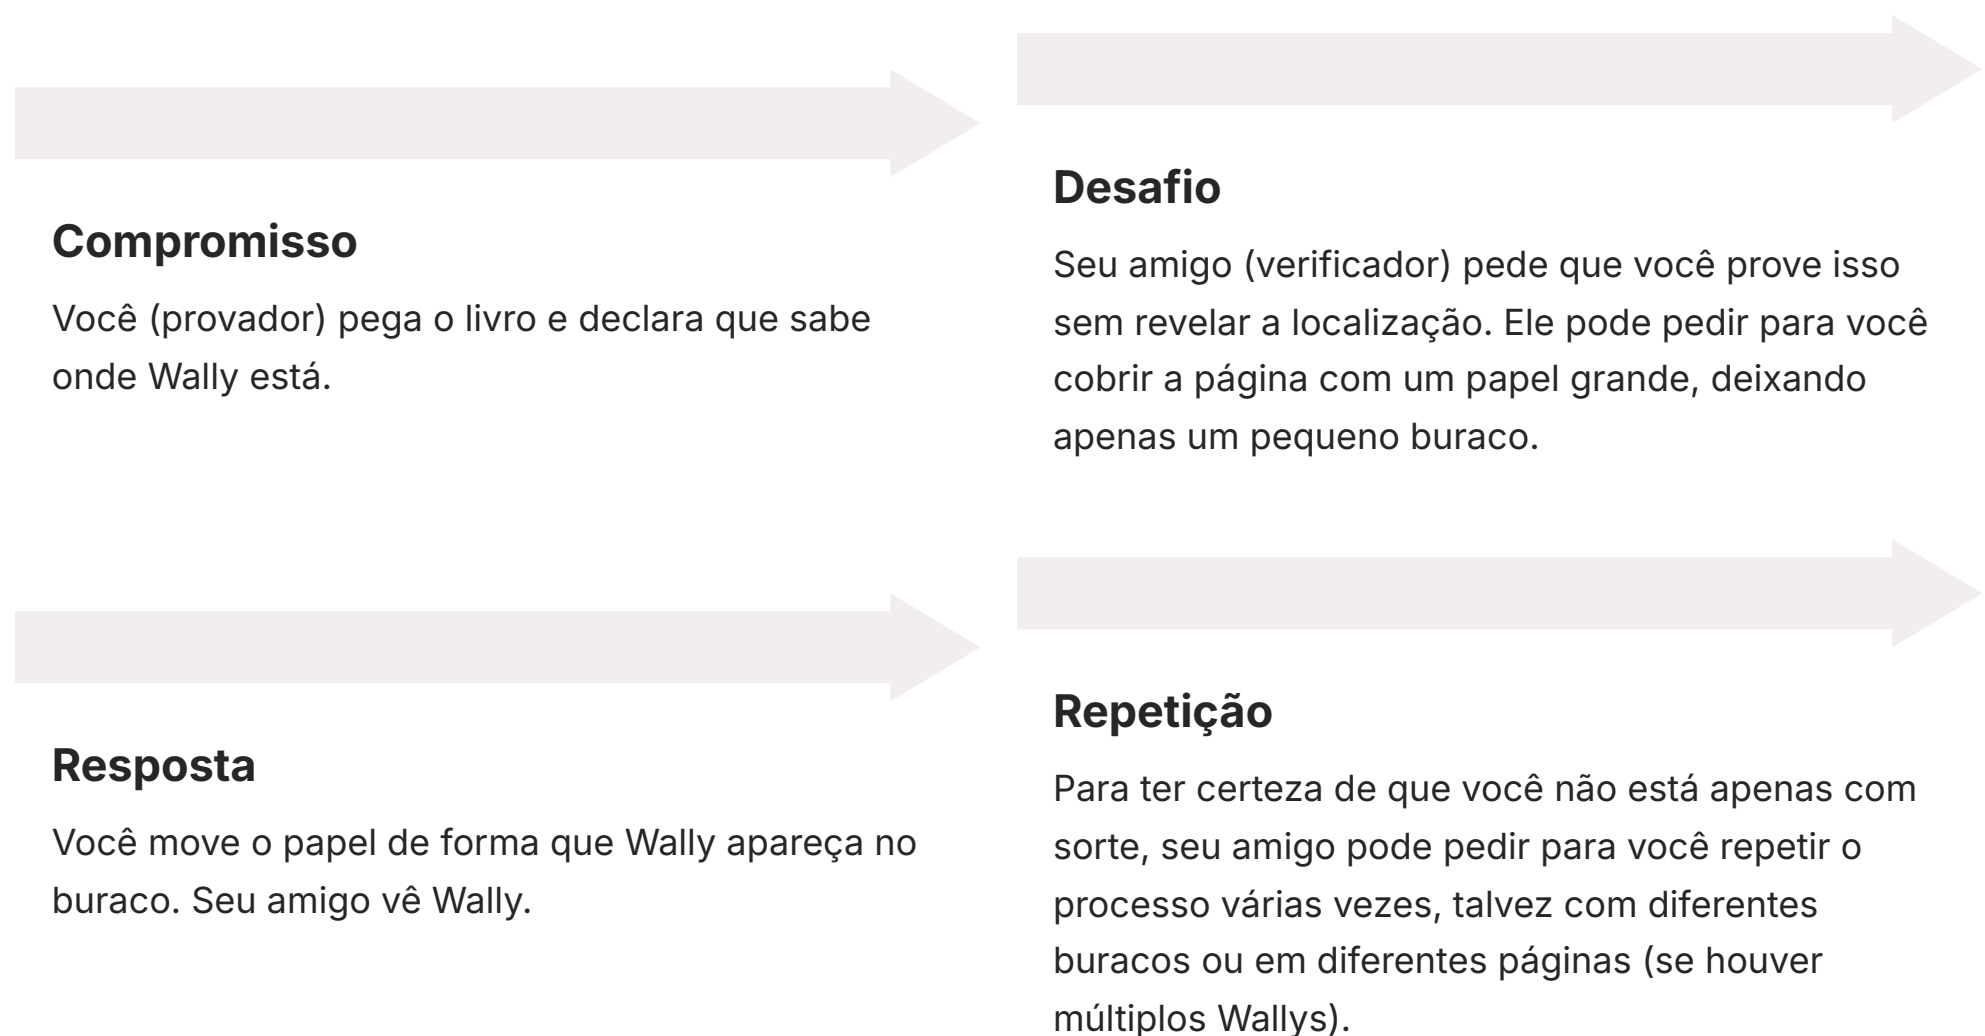 Compromisso
Você (provador) pega o livro e declara que sabe
onde Wally está.
Desafio
Seu amigo (verificador) pede que você prove isso
sem revelar a localização. Ele pode pedir para você
cobrir a página com um papel grande, deixando
apenas um pequeno buraco.
Resposta
Você move o papel de forma que Wally apareça no
buraco. Seu amigo vê Wally.
Repetição
Para ter certeza de que você não está apenas com
sorte, seu amigo pode pedir para você repetir o
processo várias vezes, talvez com diferentes
buracos ou em diferentes páginas (se houver
múltiplos Wallys).